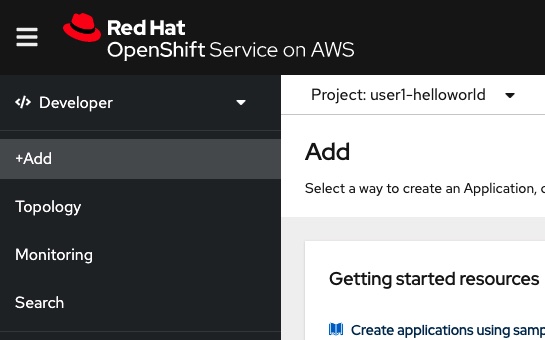 Red Hat
OpenShift Service on AWS
Developer
Project: user1-helloworld
+Add
Add
Select a way to create an Application,
Topology
Monitoring
Getting started resources
Search
Create applications using